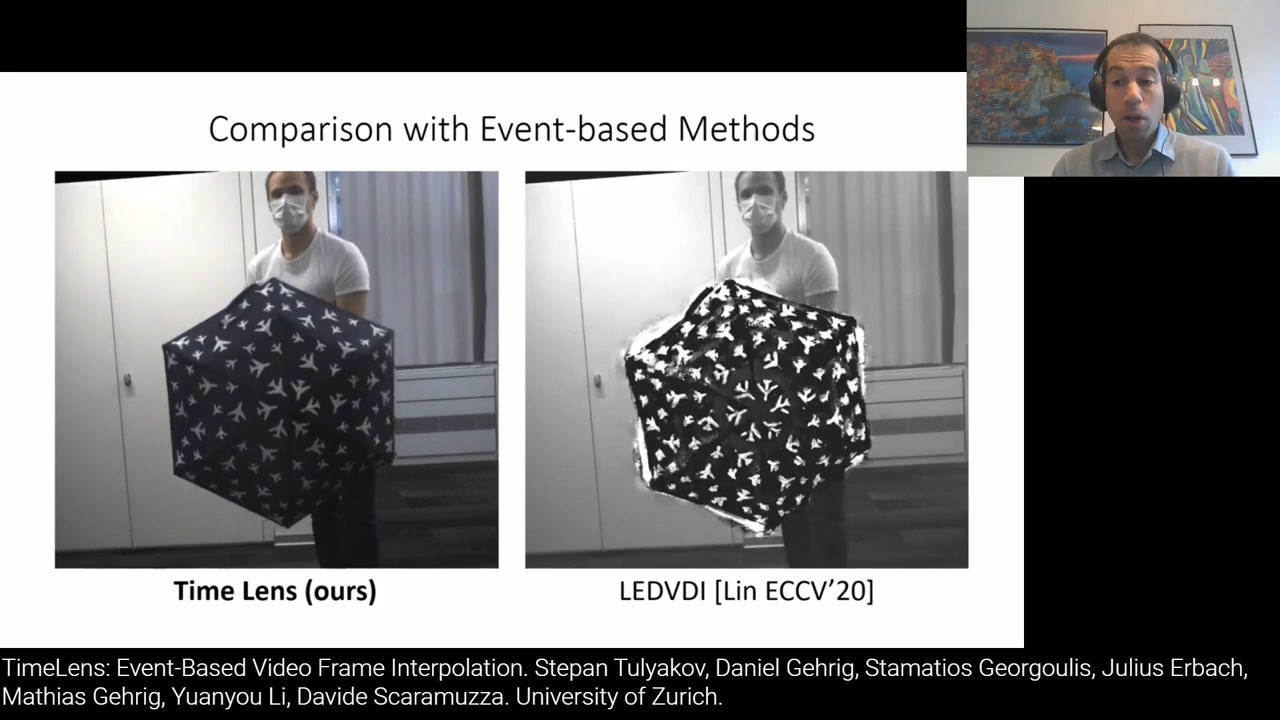 Comparison with Event-based Methods
Time Lens (ours)
LEDVDI [Lin ECCV’20]
TimeLens: Event-Based Video Frame Interpolation. Stepan Tulyakov, Daniel Gehrig, Stamatios Georgoulis, Julius Erbach,
Mathias Gehrig, Yuanyou Li, Davide Scaramuzza. University of Zurich.